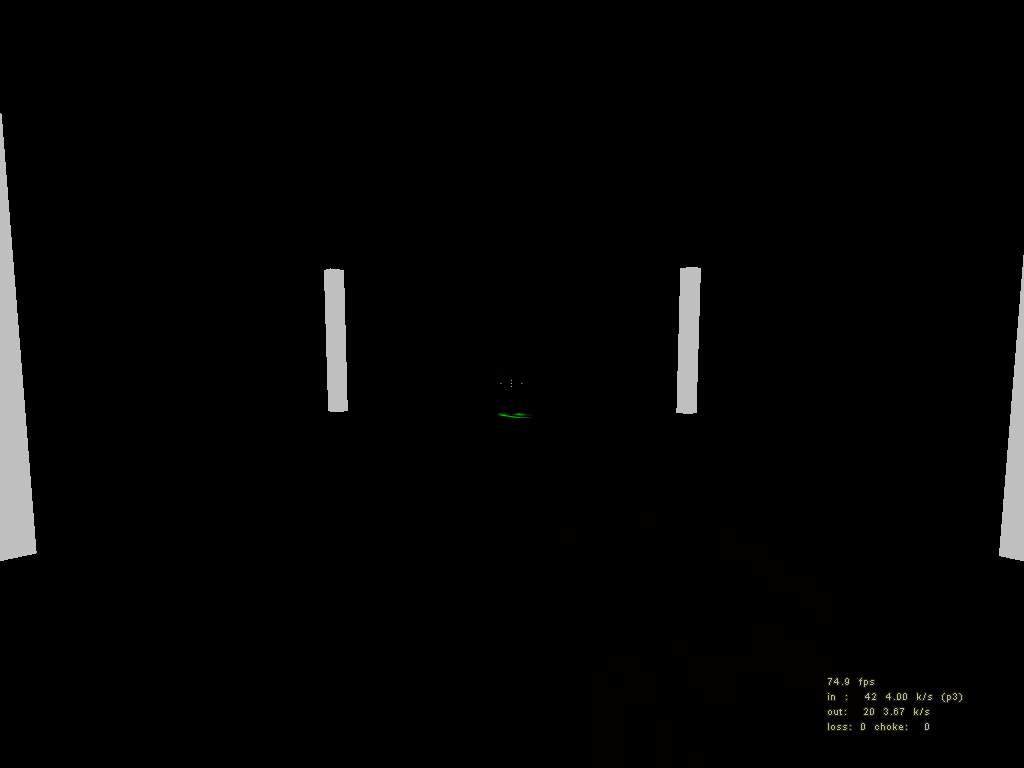 74.9 fps
in : 42 4.00 k/s (p3)
out: 20 3.67 k/s
loss: 0 choke: 0